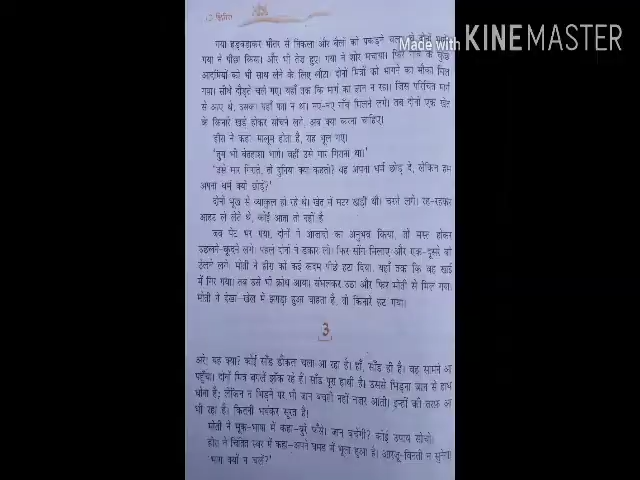 12 क्षितिज
Made with KINEMASTER
गया हड़बड़ाकर भीतर से निकला और बैलों को पकड़ने चला। वे दोनों भागे।
गया ने पीछा किया। और भी तेज़ हुए। गया ने शोर मचाया। फिर गाँव के कुछ
आदमियों को भी साथ लेने के लिए लौटा। दोनों मित्रों को भागने का मौका मिल
गया। सीधे दौड़ते चले गए। यहाँ तक कि मार्ग का ज्ञान न रहा। जिस परिचित मार्ग
से आए थे, उसका यहाँ पता न था। नए-नए गाँव मिलने लगे। तब दोनों एक खेत
के किनारे खड़े होकर सोचने लगे, अब क्या करना चाहिए।
हीरा ने कहा-मालूम होता है, राह भूल गए।
'तुम भी बेतहाशा भागे। वहीं उसे मार गिराना था।'
'उसे मार गिराते, तो दुनिया क्या कहती? वह अपना धर्म छोड़ दे, लेकिन हम
अपना धर्म क्यों छोड़ें?'
दोनों भूख से व्याकुल हो रहे थे। खेत में मटर खड़ी थी। चरने लगे। रह-रहकर
आहट ले लेते थे, कोई आता तो नहीं है।
जब पेट भर गया, दोनों ने आज़ादी का अनुभव किया, तो मस्त होकर
उछलने-कूदने लगे। पहले दोनों ने डकार ली। फिर सींग मिलाए और एक-दूसरे को
ठेलने लगे। मोती ने हीरा को कई कदम पीछे हटा दिया, यहाँ तक कि वह खाई
में गिर गया। तब उसे भी क्रोध आया। संभलकर उठा और फिर मोती से मिल गया।
मोती ने देखा-खेल में झगड़ा हुआ चाहता है, तो किनारे हट गया।
3
अरे! यह क्या? कोई साँड़ डौंकता चला आ रहा है। हाँ, साँड़ ही है। वह सामने आ
पहुँचा। दोनों मित्र बगलें झाँक रहे हैं। साँड़ पूरा हाथी है। उससे भिड़ना जान से हाथ
धोना है; लेकिन न भिड़ने पर भी जान बचती नहीं नज़र आती। इन्हीं की तरफ़ आ
भी रहा है। कितनी भयंकर सूरत है!
मोती ने मूक-भाषा में कहा-बुरे फँसे। जान बचेगी? कोई उपाय सोचो।
हीरा ने चिंतित स्वर में कहा-अपने घमंड में भूला हुआ है। आरज़ू-विनती न सुनेगा।
'भाग क्यों न चलें?'